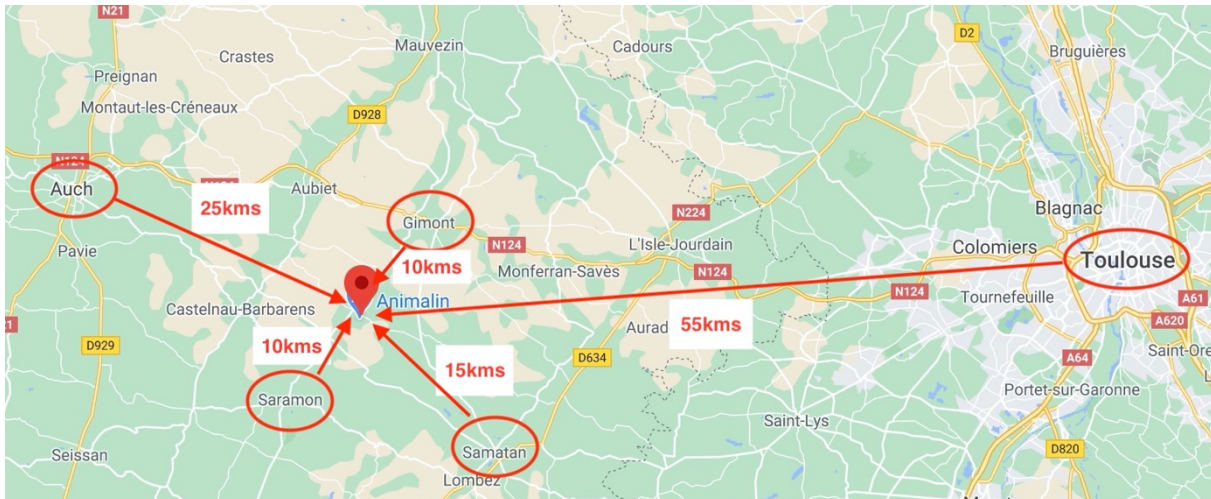 N21
Mauvezin
Cadours
D2
Bruguières
Crastes
Preignan
Montaut-les-Créneaux
D928
N124
Auch
25kms
Aubiet
Gimont
N224
Blagnac
Pavie
N124
L'Isle-Jourdain
Colomiers
Toulouse
10kms
Monferran-Savès
N124
N124
Tournefeuille
A61
Castelnau-Barbarens
Animalin
55kms
A620
21
D929
10kms
15kms
D634
A64
Saint-Ore
Saramon
Portet-sur-Garonne
Saint-Lys
Seissan
Samatan
D820
Lombez